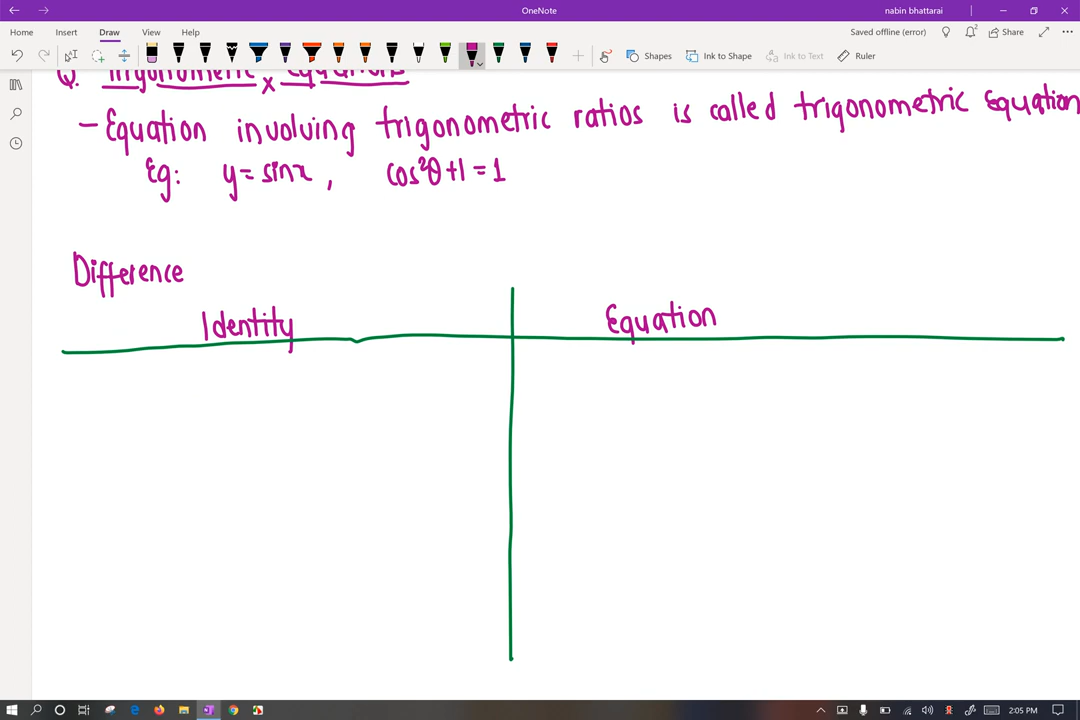 OneNote
nabin bhattarai
Home Insert Draw View Help
Saved offline (error) Share
Shapes Ink to Shape Ink to Text Ruler
Q. Trigonometric Equations
– Equation involving trigonometric ratios is called trigonometric Equation
Eg: y = sinx , cos²θ+1 = 1
Difference
Identity Equation
2:05 PM